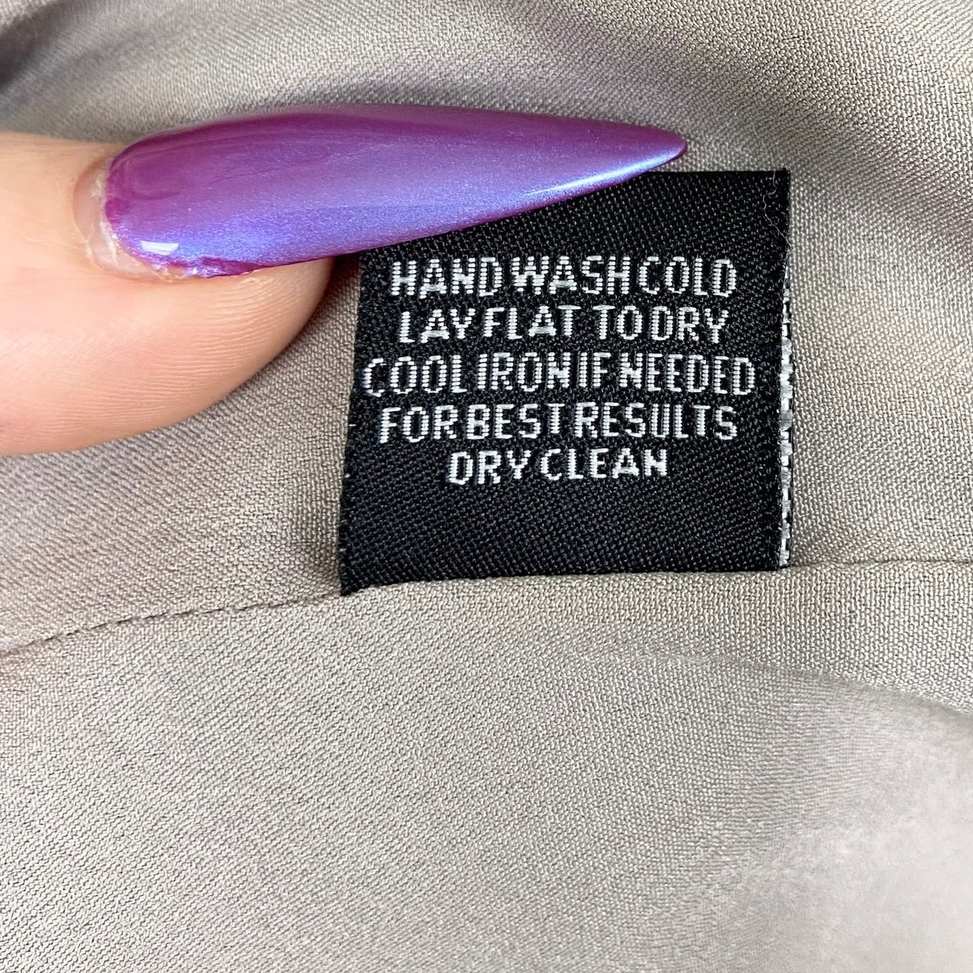 HAND WASH COLD
LAY FLAT TO DRY
COOL IRON IF NEEDED
FOR BEST RESULTS
DRY CLEAN